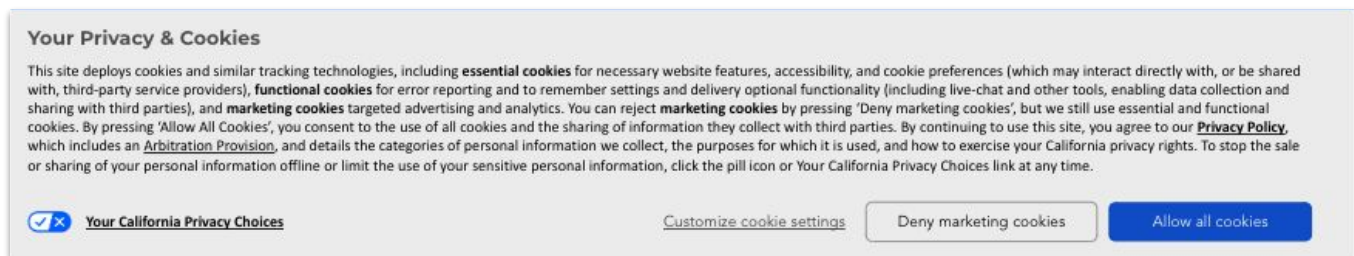 Your Privacy & Cookies
This site deploys cookies and similar tracking technologies, including essential cookies for necessary website features, accessibility, and cookie preferences (which may interact directly with, or be shared
with, third-party service providers), functional cookies for error reporting and to remember settings and delivery optional functionality (including live-chat and other tools, enabling data collection and
sharing with third parties), and marketing cookies targeted advertising and analytics. You can reject marketing cookies by pressing 'Deny marketing cookies', but we still use essential and functional
cookies. By pressing 'Allow All Cookies', you consent to the use of all cookies and the sharing of information they collect with third parties. By continuing to use this site, you agree to our Privacy Policy,
which includes an Arbitration Provision, and details the categories of personal information we collect, the purposes for which it is used, and how to exercise your California privacy rights. To stop the sale
or sharing of your personal information offline or limit the use of your sensitive personal information, click the pill icon or Your California Privacy Choices link at any time.
Your California Privacy Choices
Customize cookie settings
Deny marketing cookies
Allow all cookies